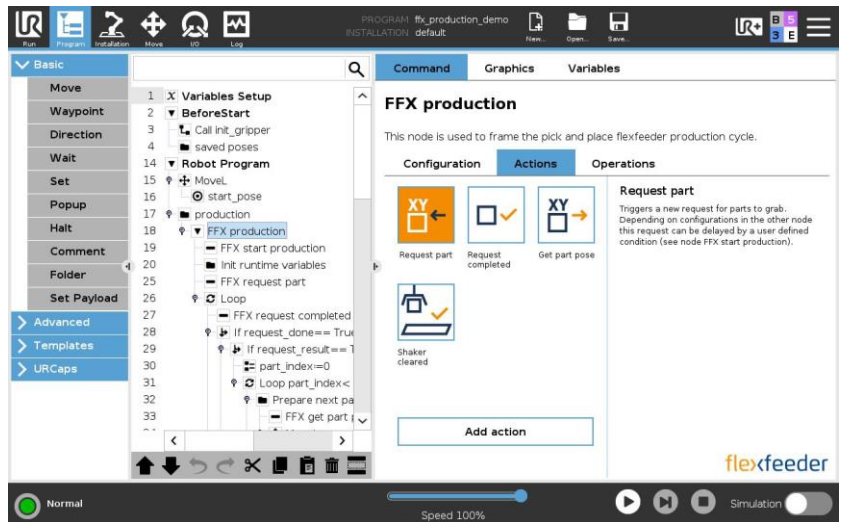 PROGRAM ffx_production_demo
INSTALLATION default
Run
Program
Installation
Move
I/O
Log
New...
Open...
Save...
UR+
B 5
3 E
Basic
Move
Waypoint
Direction
Wait
Set
Popup
Halt
Comment
Folder
Set Payload
Advanced
Templates
URCaps
1 X Variables Setup
2 BeforeStart
3 Call init_gripper
4 saved poses
14 Robot Program
15 MoveL
16 start_pose
17 production
18 FFX production
19 FFX start production
20 Init runtime variables
25 FFX request part
26 Loop
27 FFX request completed
28 If request_done== True
29 If request_result== T
30 part_index:=0
31 Loop part_index<
32 Prepare next pa
33 FFX get part p
Command
Graphics
Variables
FFX production
This node is used to frame the pick and place flexfeeder production cycle.
Configuration
Actions
Operations
XY
Request part
Request
completed
XY
Get part pose
Shaker
cleared
Request part
Triggers a new request for parts to grab.
Depending on configurations in the other node
this request can be delayed by a user defined
condition (see node FFX start production).
Add action
flexfeeder
Normal
Speed 100%
Simulation